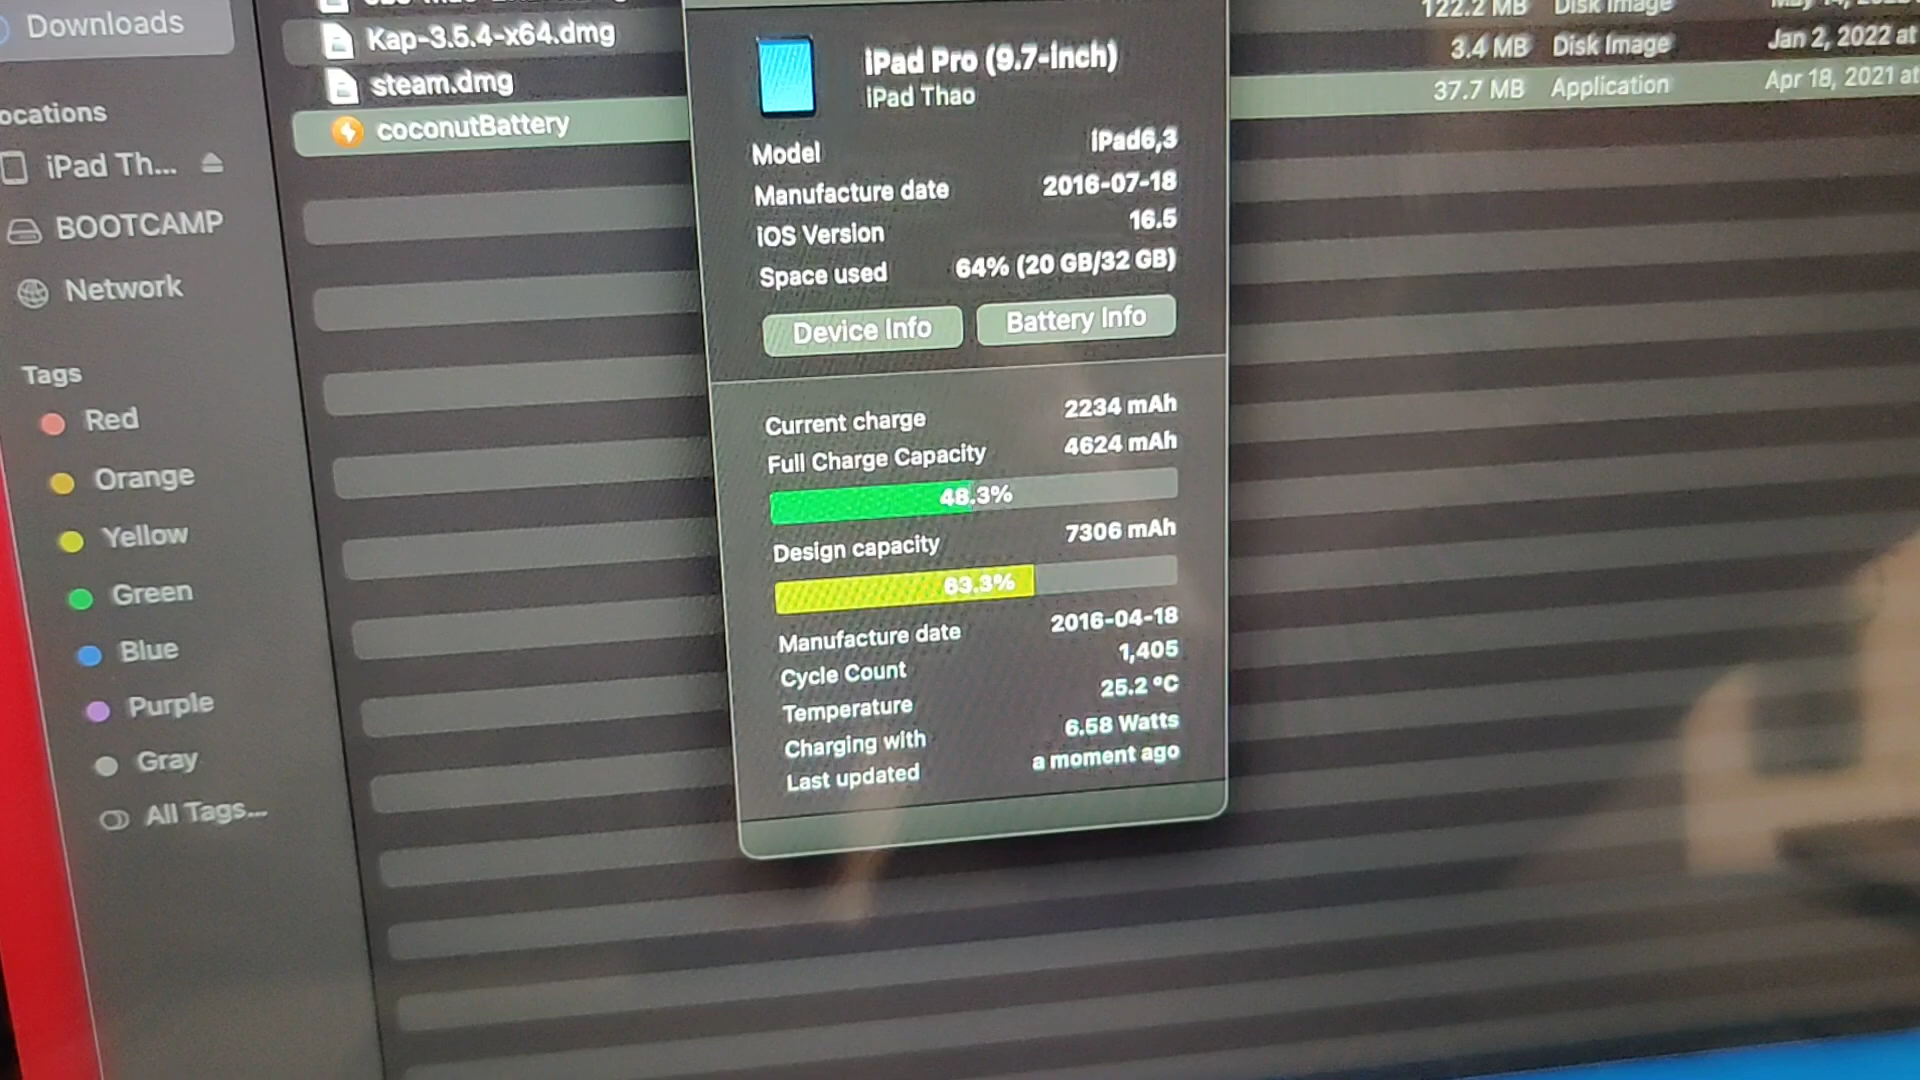 Downloads
Kap-3.5.4-x64.dmg
steam.dmg
coconutBattery
122.2 MB Disk Image
3.4 MB Disk Image Jan 2, 2022 at
37.7 MB Application Apr 18, 2021 at
ocations
iPad Th...
BOOTCAMP
Network
Tags
Red
Orange
Yellow
Green
Blue
Purple
Gray
All Tags...
iPad Pro (9.7-inch)
iPad Thao
Model iPad6,3
Manufacture date 2016-07-18
iOS Version 16.5
Space used 64% (20 GB/32 GB)
Device Info Battery Info
Current charge 2234 mAh
Full Charge Capacity 4624 mAh
48.3%
Design capacity 7306 mAh
63.3%
Manufacture date 2016-04-18
Cycle Count 1,405
Temperature 25.2 °C
Charging with 6.58 Watts
Last updated a moment ago